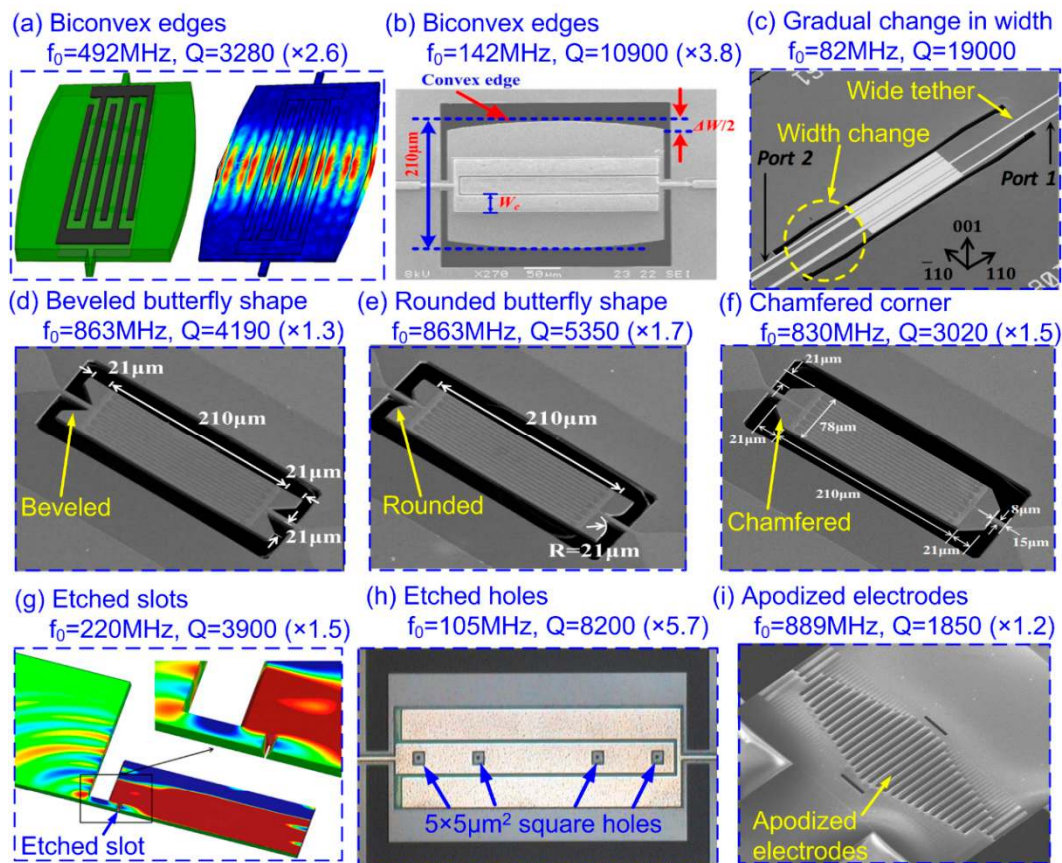 (a) Biconvex edges
f₀=492MHz, Q=3280 (×2.6)
(b) Biconvex edges
f₀=142MHz, Q=10900 (×3.8)
Convex edge
ΔW/2
210μm
Wₑ
8kV X270 50μm 23 22 SEI
(c) Gradual change in width
f₀=82MHz, Q=19000
Wide tether
Width change
Port 2
Port 1
001
1̄10
110
(d) Beveled butterfly shape
f₀=863MHz, Q=4190 (×1.3)
21μm
210μm
21μm
21μm
Beveled
(e) Rounded butterfly shape
f₀=863MHz, Q=5350 (×1.7)
210μm
Rounded
R=21μm
(f) Chamfered corner
f₀=830MHz, Q=3020 (×1.5)
21μm
78μm
21μm
210μm
Chamfered
8μm
21μm
15μm
(g) Etched slots
f₀=220MHz, Q=3900 (×1.5)
Etched slot
(h) Etched holes
f₀=105MHz, Q=8200 (×5.7)
5×5μm² square holes
(i) Apodized electrodes
f₀=889MHz, Q=1850 (×1.2)
Apodized
electrodes